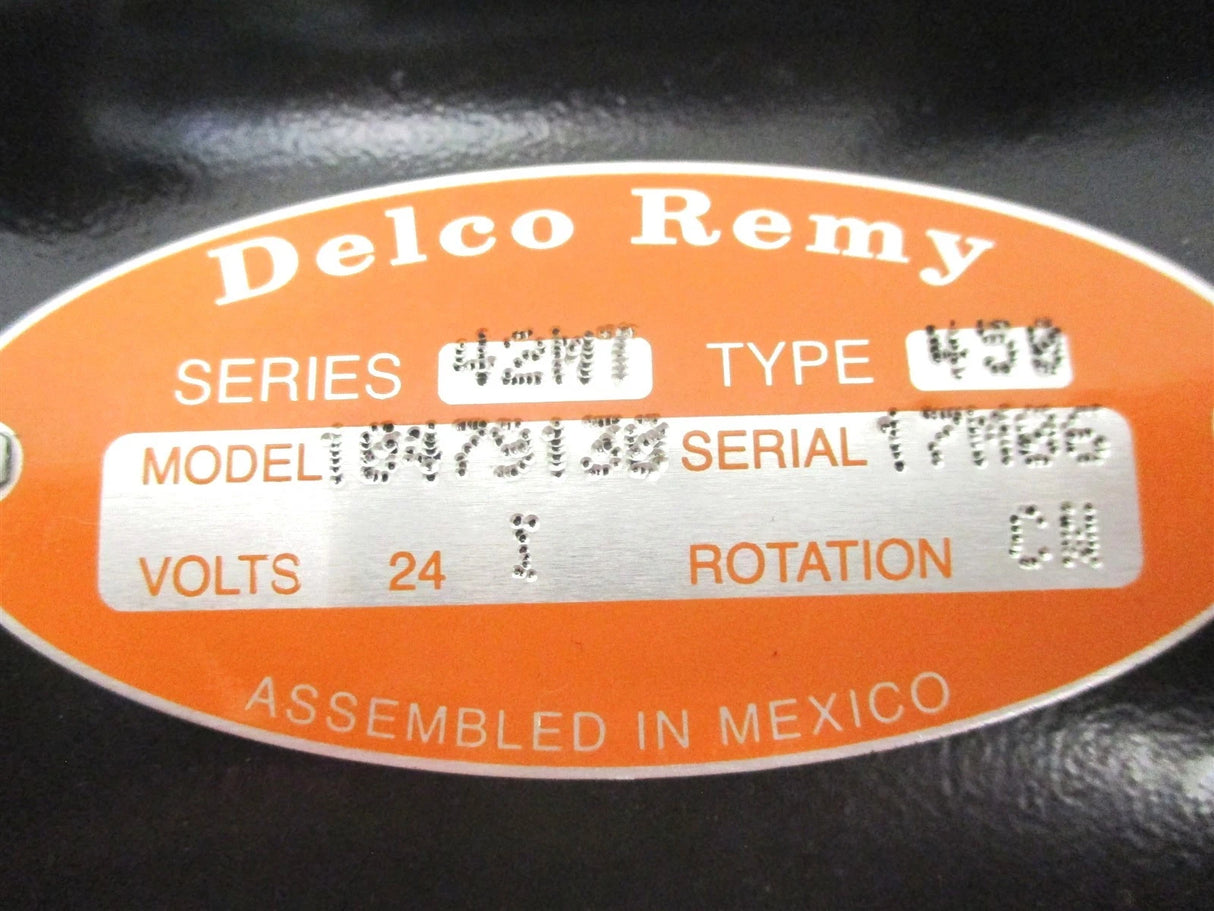 Delco Remy
SERIES 42MT TYPE 450
MODEL 10479130 SERIAL 17M06
VOLTS 24 I ROTATION CW
ASSEMBLED IN MEXICO